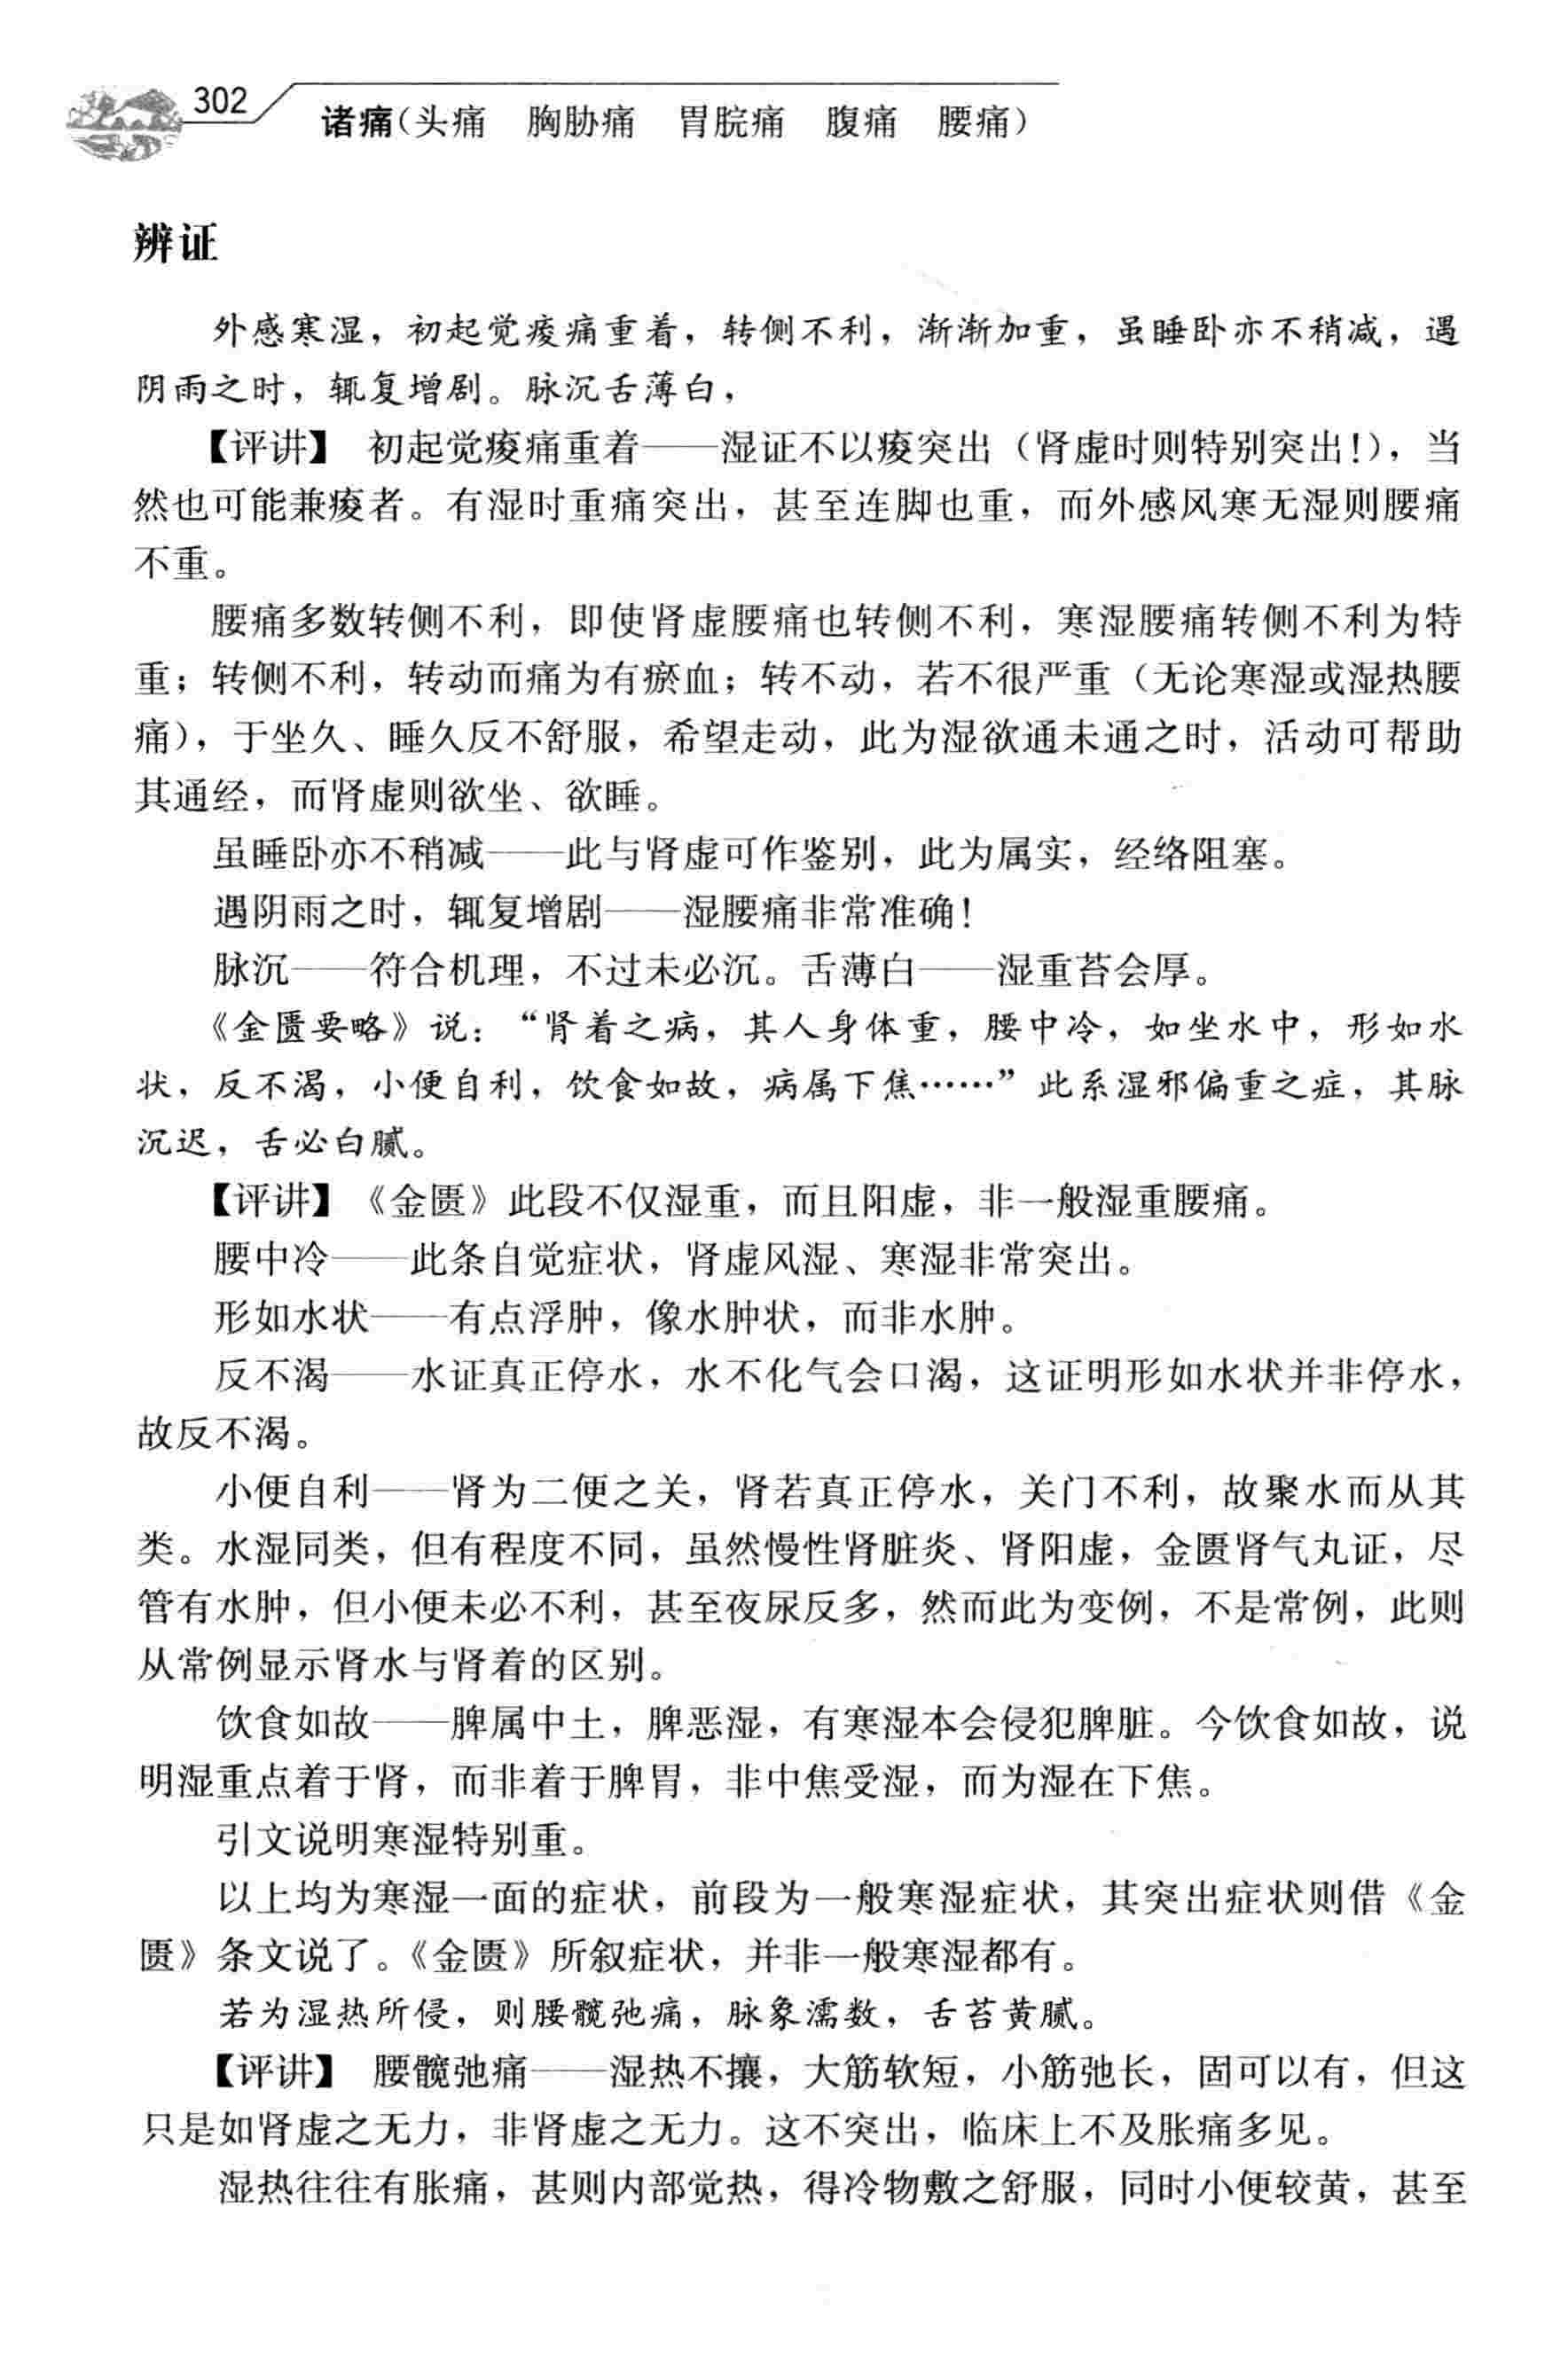 302
诸痛(头痛 胸胁痛 胃脘痛 腹痛 腰痛)
辨证
外感寒湿，初起觉痠痛重着，转侧不利，渐渐加重，虽睡卧亦不稍减，遇
阴雨之时，辄复增剧。脉沉舌薄白，
【评讲】 初起觉痠痛重着——湿证不以痠突出（肾虚时则特别突出!），当
然也可能兼痠者。有湿时重痛突出，甚至连脚也重，而外感风寒无湿则腰痛
不重。
腰痛多数转侧不利，即使肾虚腰痛也转侧不利，寒湿腰痛转侧不利为特
重；转侧不利，转动而痛为有瘀血；转不动，若不很严重（无论寒湿或湿热腰
痛），于坐久、睡久反不舒服，希望走动，此为湿欲通未通之时，活动可帮助
其通经，而肾虚则欲坐、欲睡。
虽睡卧亦不稍减——此与肾虚可作鉴别，此为属实，经络阻塞。
遇阴雨之时，辄复增剧——湿腰痛非常准确!
脉沉——符合机理，不过未必沉。舌薄白——湿重苔会厚。
《金匮要略》说：“肾着之病，其人身体重，腰中冷，如坐水中，形如水
状，反不渴，小便自利，饮食如故，病属下焦……”此系湿邪偏重之症，其脉
沉迟，舌必白腻。
【评讲】《金匮》此段不仅湿重，而且阳虚，非一般湿重腰痛。
腰中冷——此条自觉症状，肾虚风湿、寒湿非常突出。
形如水状——有点浮肿，像水肿状，而非水肿。
反不渴——水证真正停水，水不化气会口渴，这证明形如水状并非停水，
故反不渴。
小便自利——肾为二便之关，肾若真正停水，关门不利，故聚水而从其
类。水湿同类，但有程度不同，虽然慢性肾脏炎、肾阳虚，金匮肾气丸证，尽
管有水肿，但小便未必不利，甚至夜尿反多，然而此为变例，不是常例，此则
从常例显示肾水与肾着的区别。
饮食如故——脾属中土，脾恶湿，有寒湿本会侵犯脾脏。今饮食如故，说
明湿重点着于肾，而非着于脾胃，非中焦受湿，而为湿在下焦。
引文说明寒湿特别重。
以上均为寒湿一面的症状，前段为一般寒湿症状，其突出症状则借《金
匮》条文说了。《金匮》所叙症状，并非一般寒湿都有。
若为湿热所侵，则腰髋弛痛，脉象濡数，舌苔黄腻。
【评讲】 腰髋弛痛——湿热不攘，大筋软短，小筋弛长，固可以有，但这
只是如肾虚之无力，非肾虚之无力。这不突出，临床上不及胀痛多见。
湿热往往有胀痛，甚则内部觉热，得冷物敷之舒服，同时小便较黄，甚至